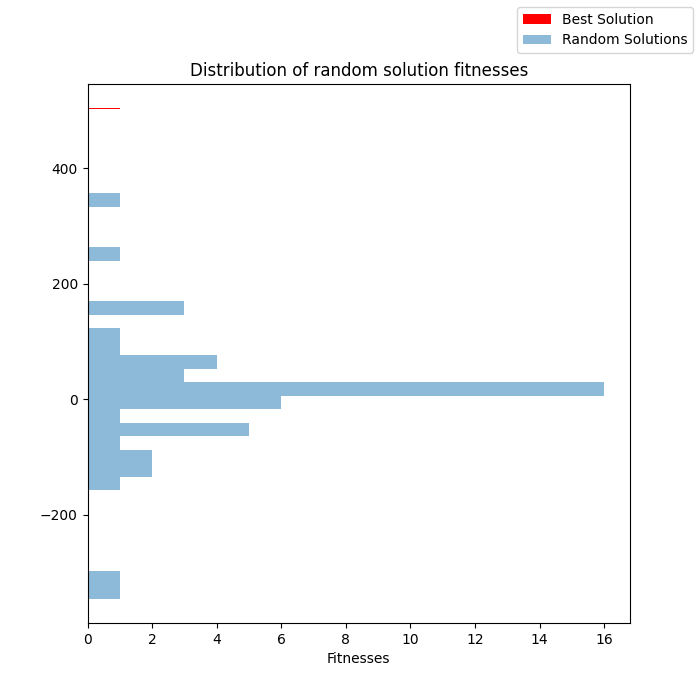 Best Solution
Random Solutions
Distribution of random solution fitnesses
400
200
0
−200
0 2 4 6 8 10 12 14 16
Fitnesses